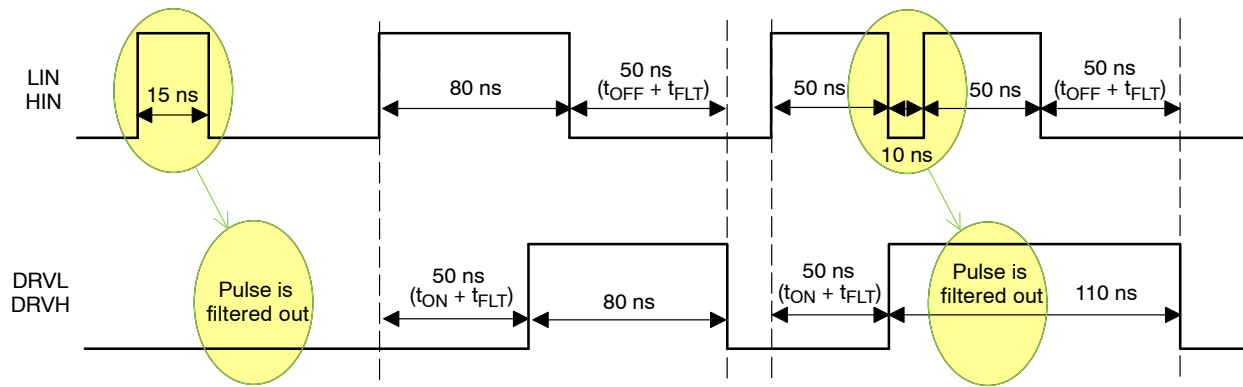 LIN
HIN
15 ns
80 ns
50 ns
(tOFF + tFLT)
50 ns
10 ns
50 ns
50 ns
(tOFF + tFLT)
DRVL
DRVH
Pulse is
filtered out
50 ns
(tON + tFLT)
80 ns
50 ns
(tON + tFLT)
Pulse is
filtered out
110 ns